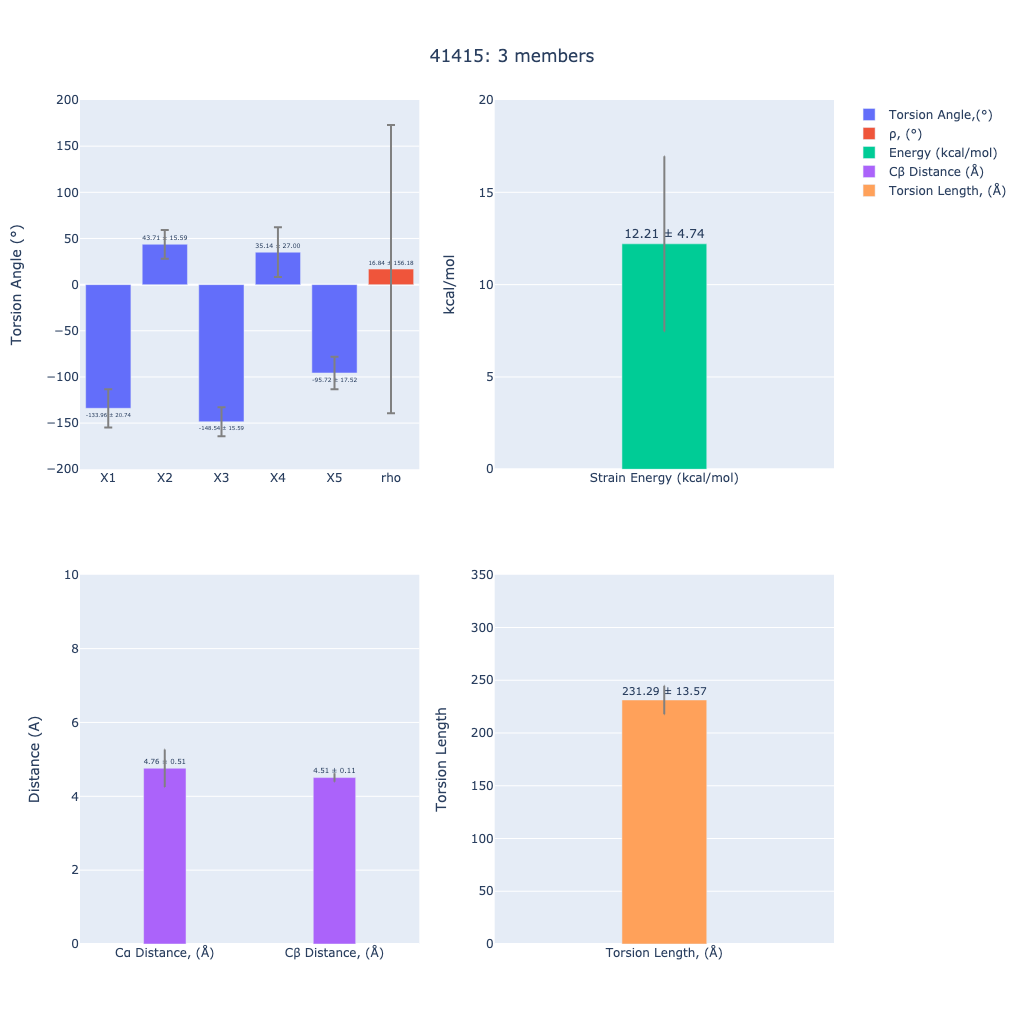 41415: 3 members
Torsion Angle (°)
200
150
100
50
0
−50
−100
−150
−200
-133.96 ± 20.74
43.71 ± 15.59
-148.54 ± 15.59
35.14 ± 27.00
-95.72 ± 17.52
16.84 ± 156.18
X1 X2 X3 X4 X5 rho
kcal/mol
20
15
10
5
0
12.21 ± 4.74
Strain Energy (kcal/mol)
Torsion Angle,(°)
ρ, (°)
Energy (kcal/mol)
Cβ Distance (Å)
Torsion Length, (Å)
Distance (A)
10
8
6
4
2
0
4.76 ± 0.51
4.51 ± 0.11
Cα Distance, (Å) Cβ Distance, (Å)
Torsion Length
350
300
250
200
150
100
50
0
231.29 ± 13.57
Torsion Length, (Å)